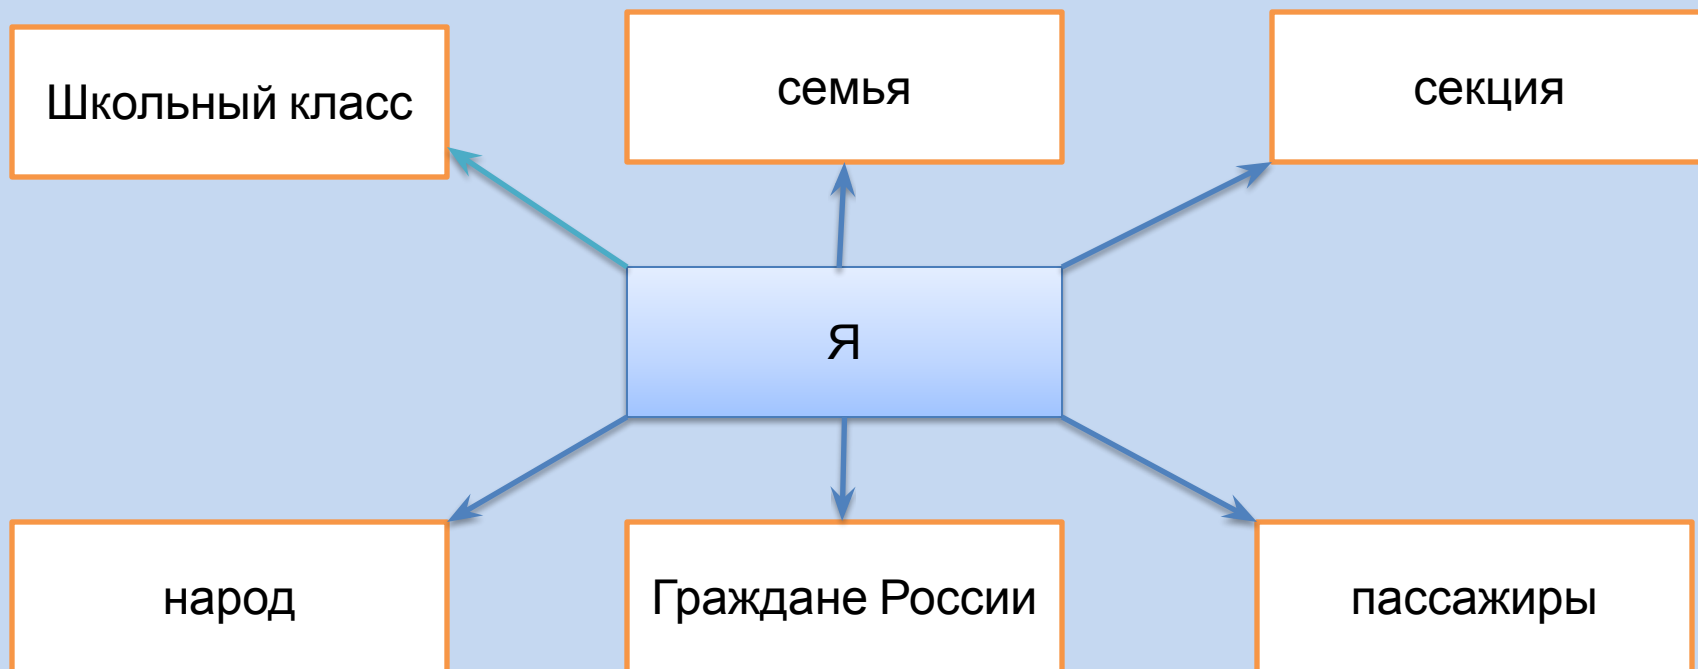 Школьный класс
семья
секция
Я
народ
Граждане России
пассажиры